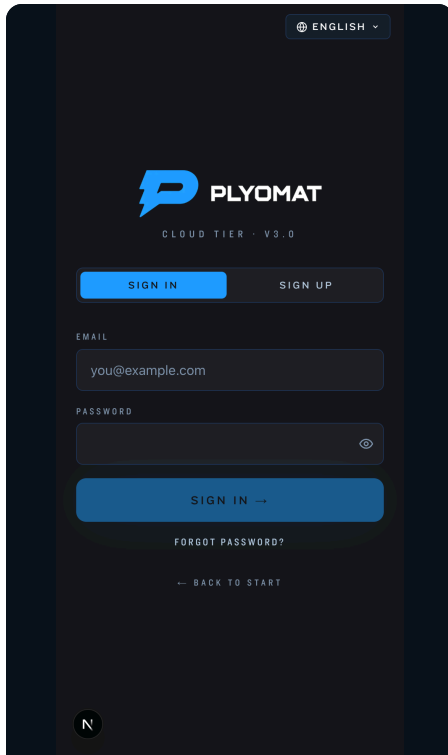 ENGLISH
PLYOMAT
CLOUD TIER · V3.0
SIGN IN
SIGN UP
EMAIL
you@example.com
PASSWORD
SIGN IN →
FORGOT PASSWORD?
← BACK TO START
N